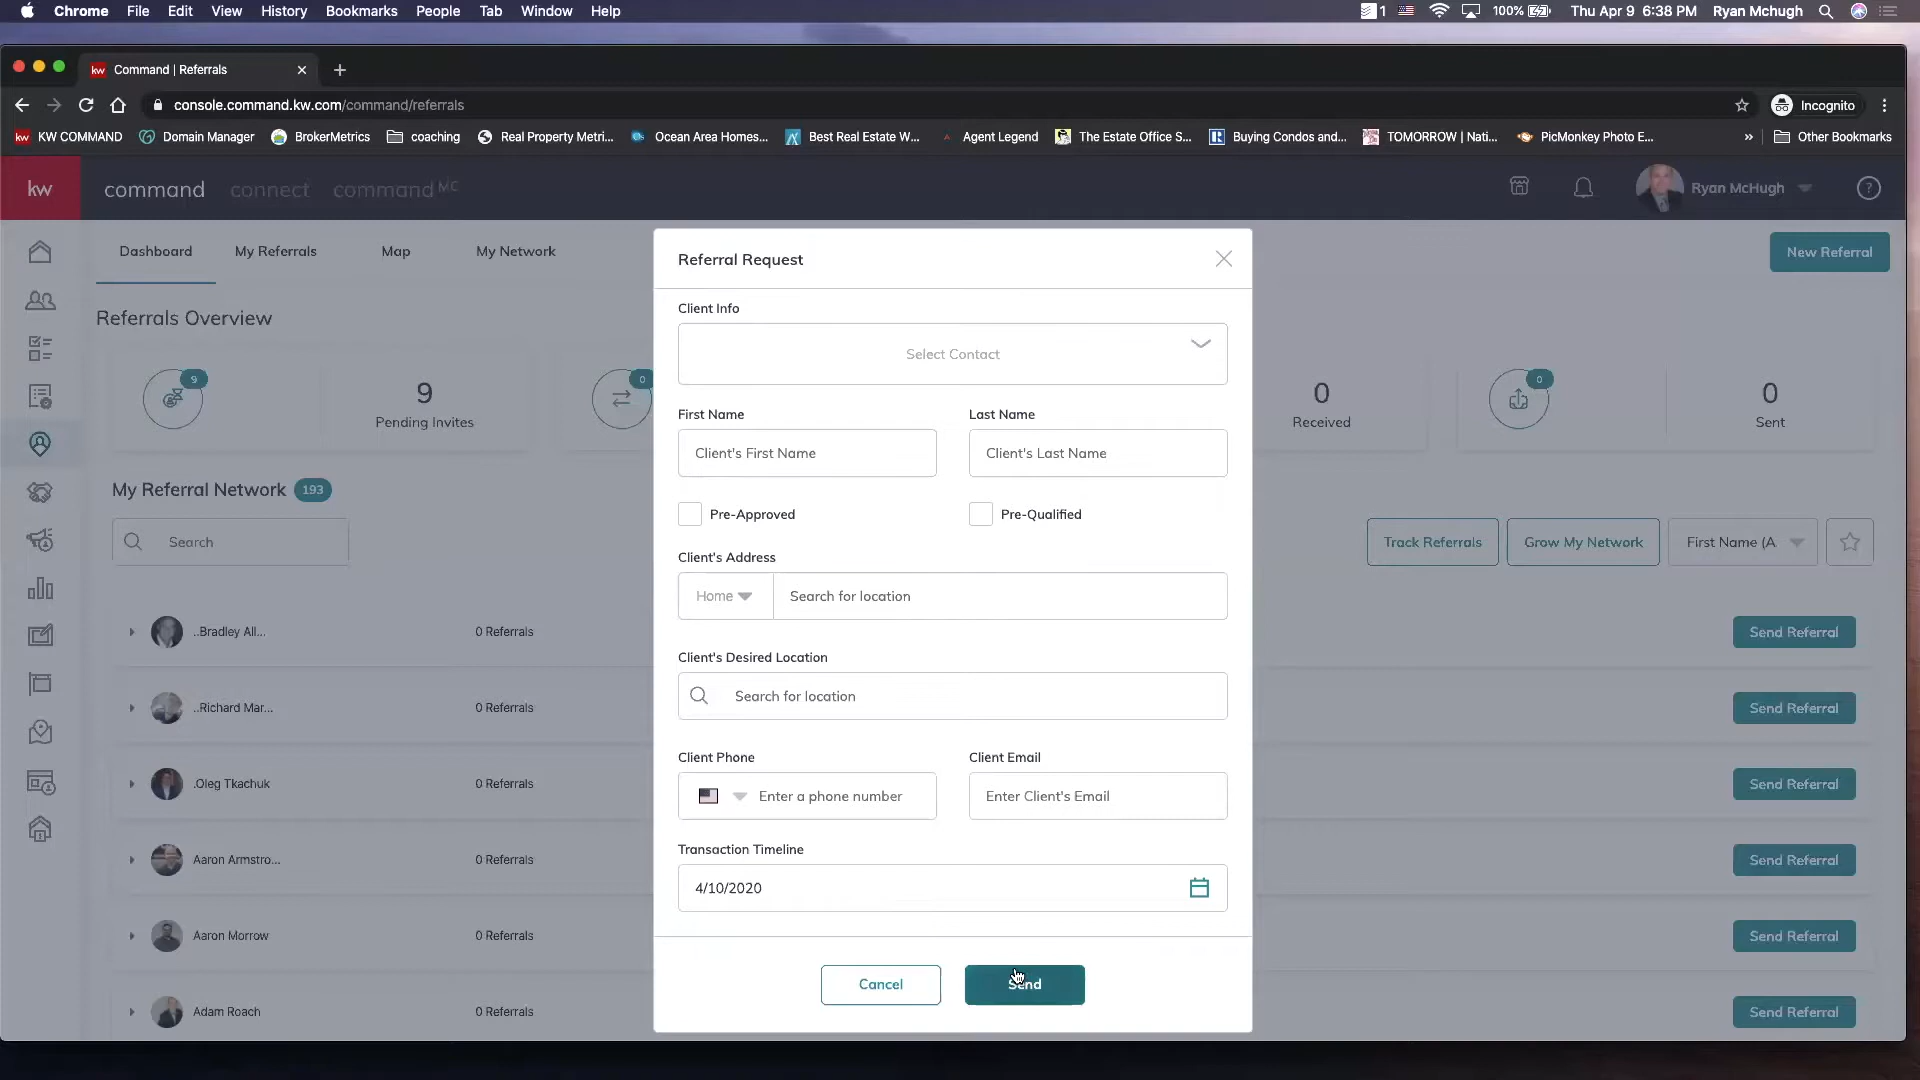 Chrome File Edit View History Bookmarks People Tab Window Help 1 100% Thu Apr 9 6:38 PM Ryan Mchugh
kw Command | Referrals
console.command.kw.com/command/referrals Incognito
kw KW COMMAND Domain Manager BrokerMetrics coaching Real Property Metri... Ocean Area Homes... Best Real Estate W... Agent Legend The Estate Office S... Buying Condos and... TOMORROW | Nati... PicMonkey Photo E... » Other Bookmarks
kw command connect command MC Ryan McHugh ?
Dashboard My Referrals Map My Network New Referral
Referrals Overview
9 9 0 0 0 0
Pending Invites Received Sent
My Referral Network 193
Search Track Referrals Grow My Network First Name (A
..Bradley All... 0 Referrals Send Referral
..Richard Mar... 0 Referrals Send Referral
.Oleg Tkachuk 0 Referrals Send Referral
Aaron Armstro... 0 Referrals Send Referral
Aaron Morrow 0 Referrals Send Referral
Adam Roach 0 Referrals Send Referral
Referral Request
Client Info
Select Contact
First Name Last Name
Client's First Name Client's Last Name
Pre-Approved Pre-Qualified
Client's Address
Home Search for location
Client's Desired Location
Search for location
Client Phone Client Email
Enter a phone number Enter Client's Email
Transaction Timeline
4/10/2020
Cancel Send